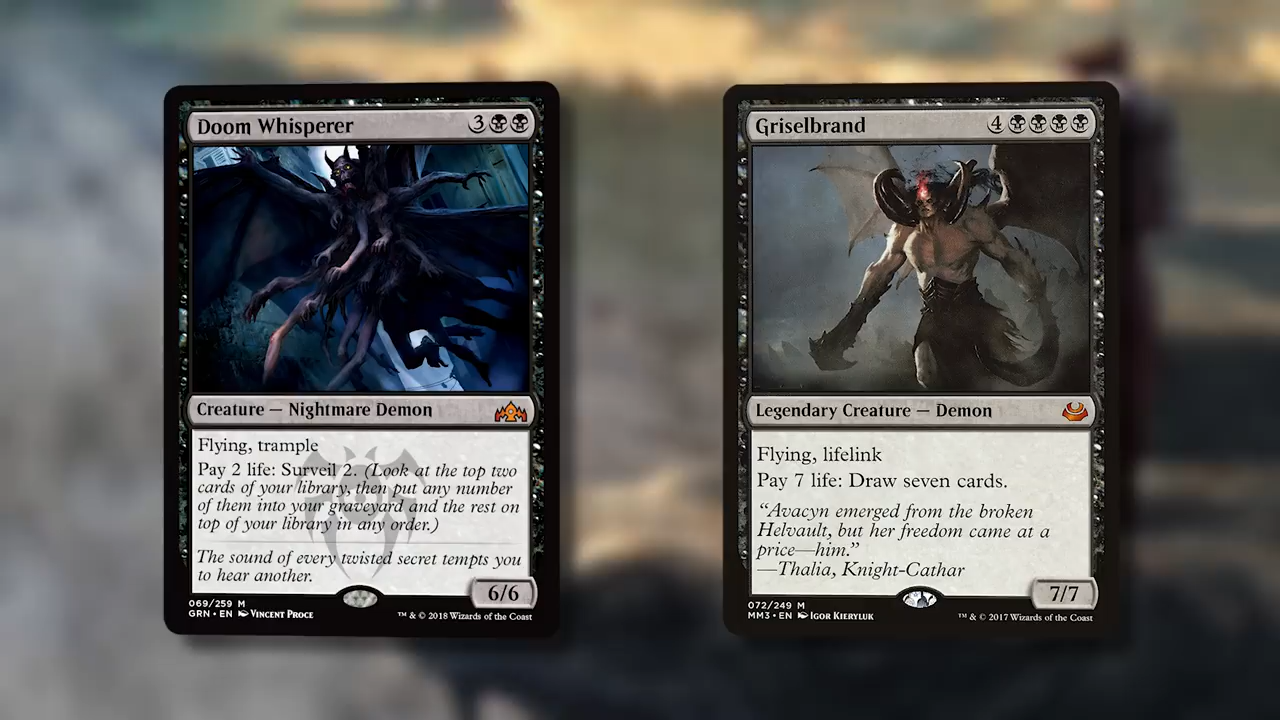 Doom Whisperer 3
Creature — Nightmare Demon
Flying, trample
Pay 2 life: Surveil 2. (Look at the top two
cards of your library, then put any number
of them into your graveyard and the rest on
top of your library in any order.)
The sound of every twisted secret tempts you
to hear another.
6/6
069/259 M
GRN • EN VINCENT PROCE
™ & © 2018 Wizards of the Coast
Griselbrand 4
Legendary Creature — Demon
Flying, lifelink
Pay 7 life: Draw seven cards.
“Avacyn emerged from the broken
Helvault, but her freedom came at a
price—him.”
—Thalia, Knight-Cathar
7/7
072/249 M
MM3 • EN IGOR KIERYLUK
™ & © 2017 Wizards of the Coast